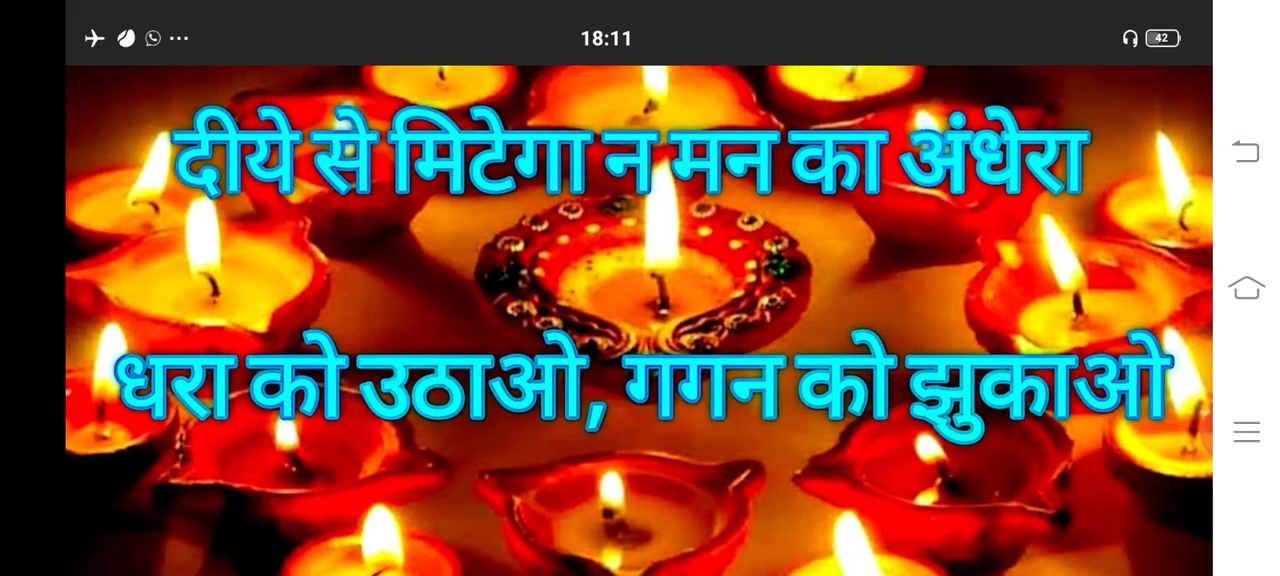 18:11
42
दीये से मिटेगा न मन का अंधेरा
धरा को उठाओ, गगन को झुकाओ